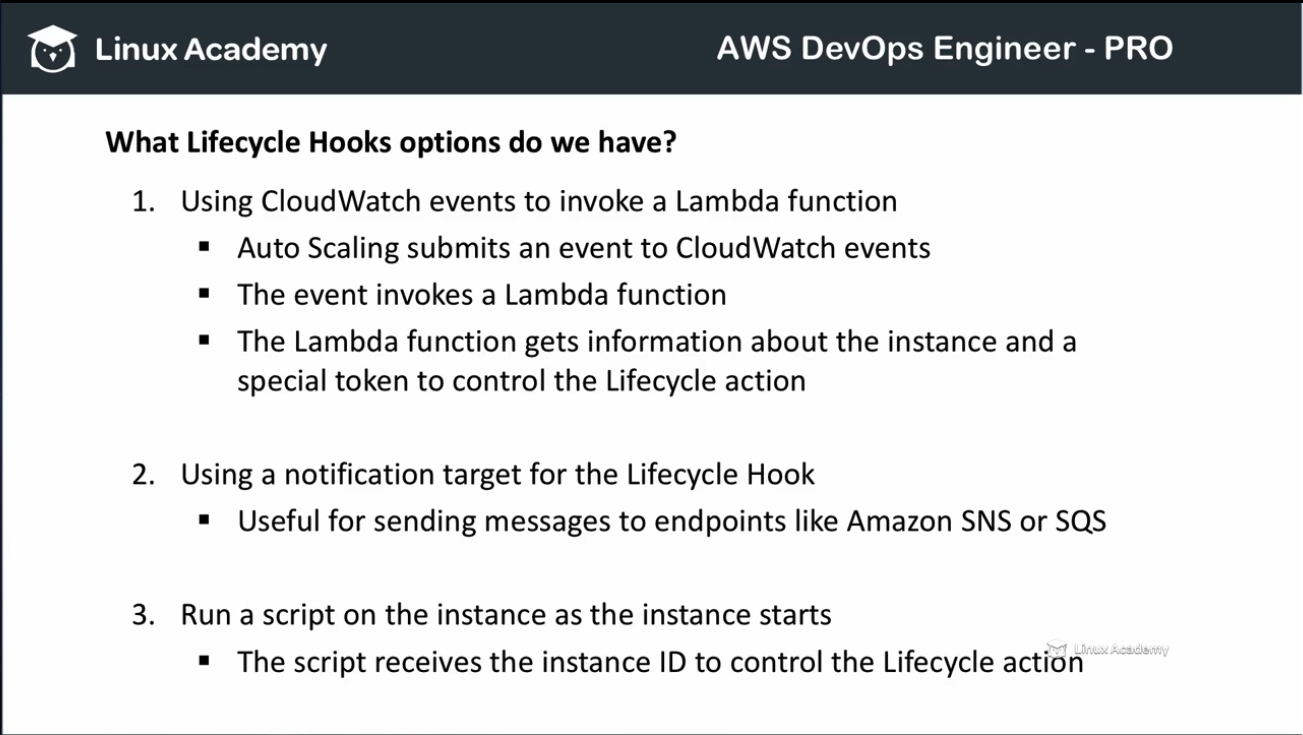 Linux Academy
AWS DevOps Engineer - PRO
What Lifecycle Hooks options do we have?
1. Using CloudWatch events to invoke a Lambda function
▪ Auto Scaling submits an event to CloudWatch events
▪ The event invokes a Lambda function
▪ The Lambda function gets information about the instance and a
special token to control the Lifecycle action
2. Using a notification target for the Lifecycle Hook
▪ Useful for sending messages to endpoints like Amazon SNS or SQS
3. Run a script on the instance as the instance starts
▪ The script receives the instance ID to control the Lifecycle action
Linux Academy